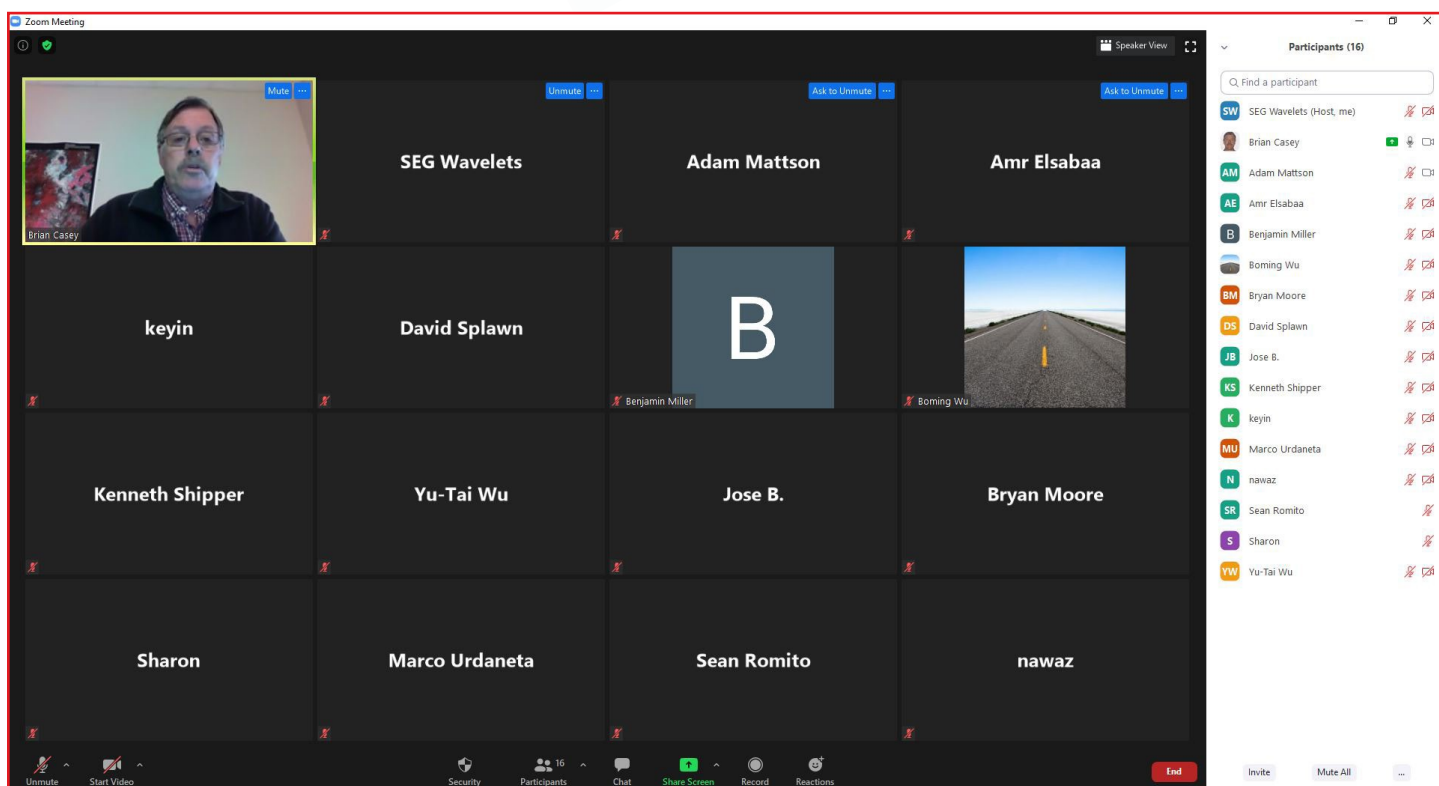 Zoom Meeting
Speaker View
Participants (16)
Find a participant
Mute ...
Unmute ...
Ask to Unmute ...
Ask to Unmute ...
Brian Casey
SEG Wavelets
Adam Mattson
Amr Elsabaa
keyin
David Splawn
B
Benjamin Miller
Boming Wu
Kenneth Shipper
Yu-Tai Wu
Jose B.
Bryan Moore
Sharon
Marco Urdaneta
Sean Romito
nawaz
SW SEG Wavelets (Host, me)
Brian Casey
AM Adam Mattson
AE Amr Elsabaa
B Benjamin Miller
Boming Wu
BM Bryan Moore
DS David Splawn
JB Jose B.
KS Kenneth Shipper
K keyin
MU Marco Urdaneta
N nawaz
SR Sean Romito
S Sharon
YW Yu-Tai Wu
Unmute
Start Video
Security
16
Participants
Chat
Share Screen
Record
Reactions
End
Invite
Mute All
...